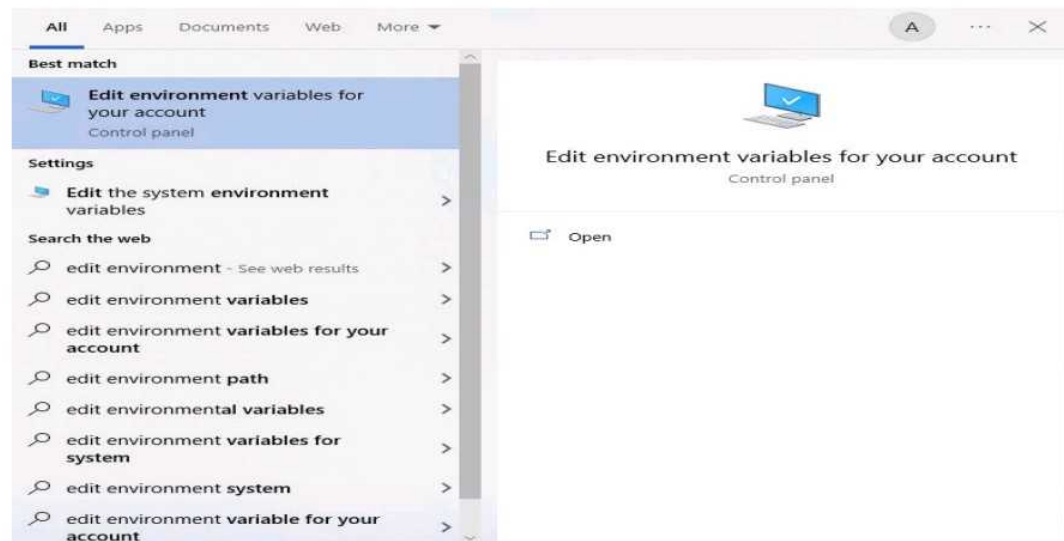 All Apps Documents Web More
A ...
Best match
Edit environment variables for
your account
Control panel
Settings
Edit the system environment
variables
Search the web
edit environment - See web results
edit environment variables
edit environment variables for your
account
edit environment path
edit environmental variables
edit environment variables for
system
edit environment system
edit environment variable for your
account
Edit environment variables for your account
Control panel
Open